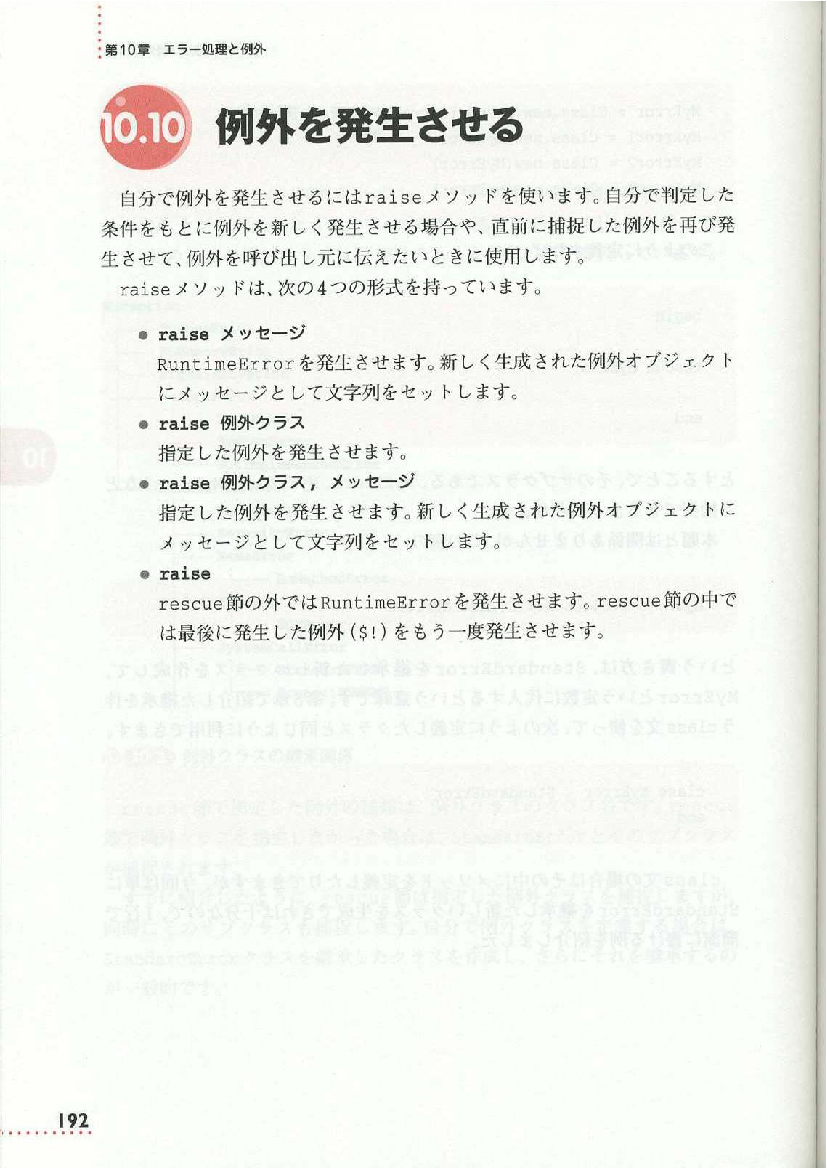 第10章 エラー処理と例外
10.10 例外を発生させる
自分で例外を発生させるにはraiseメソッドを使います。自分で判定した
条件をもとに例外を新しく発生させる場合や、直前に捕捉した例外を再び発
生させて、例外を呼び出し元に伝えたいときに使用します。
raiseメソッドは、次の4つの形式を持っています。
● raise メッセージ
RuntimeErrorを発生させます。新しく生成された例外オブジェクト
にメッセージとして文字列をセットします。
● raise 例外クラス
指定した例外を発生させます。
● raise 例外クラス, メッセージ
指定した例外を発生させます。新しく生成された例外オブジェクトに
メッセージとして文字列をセットします。
● raise
rescue節の外ではRuntimeErrorを発生させます。rescue節の中で
は最後に発生した例外($!)をもう一度発生させます。
192